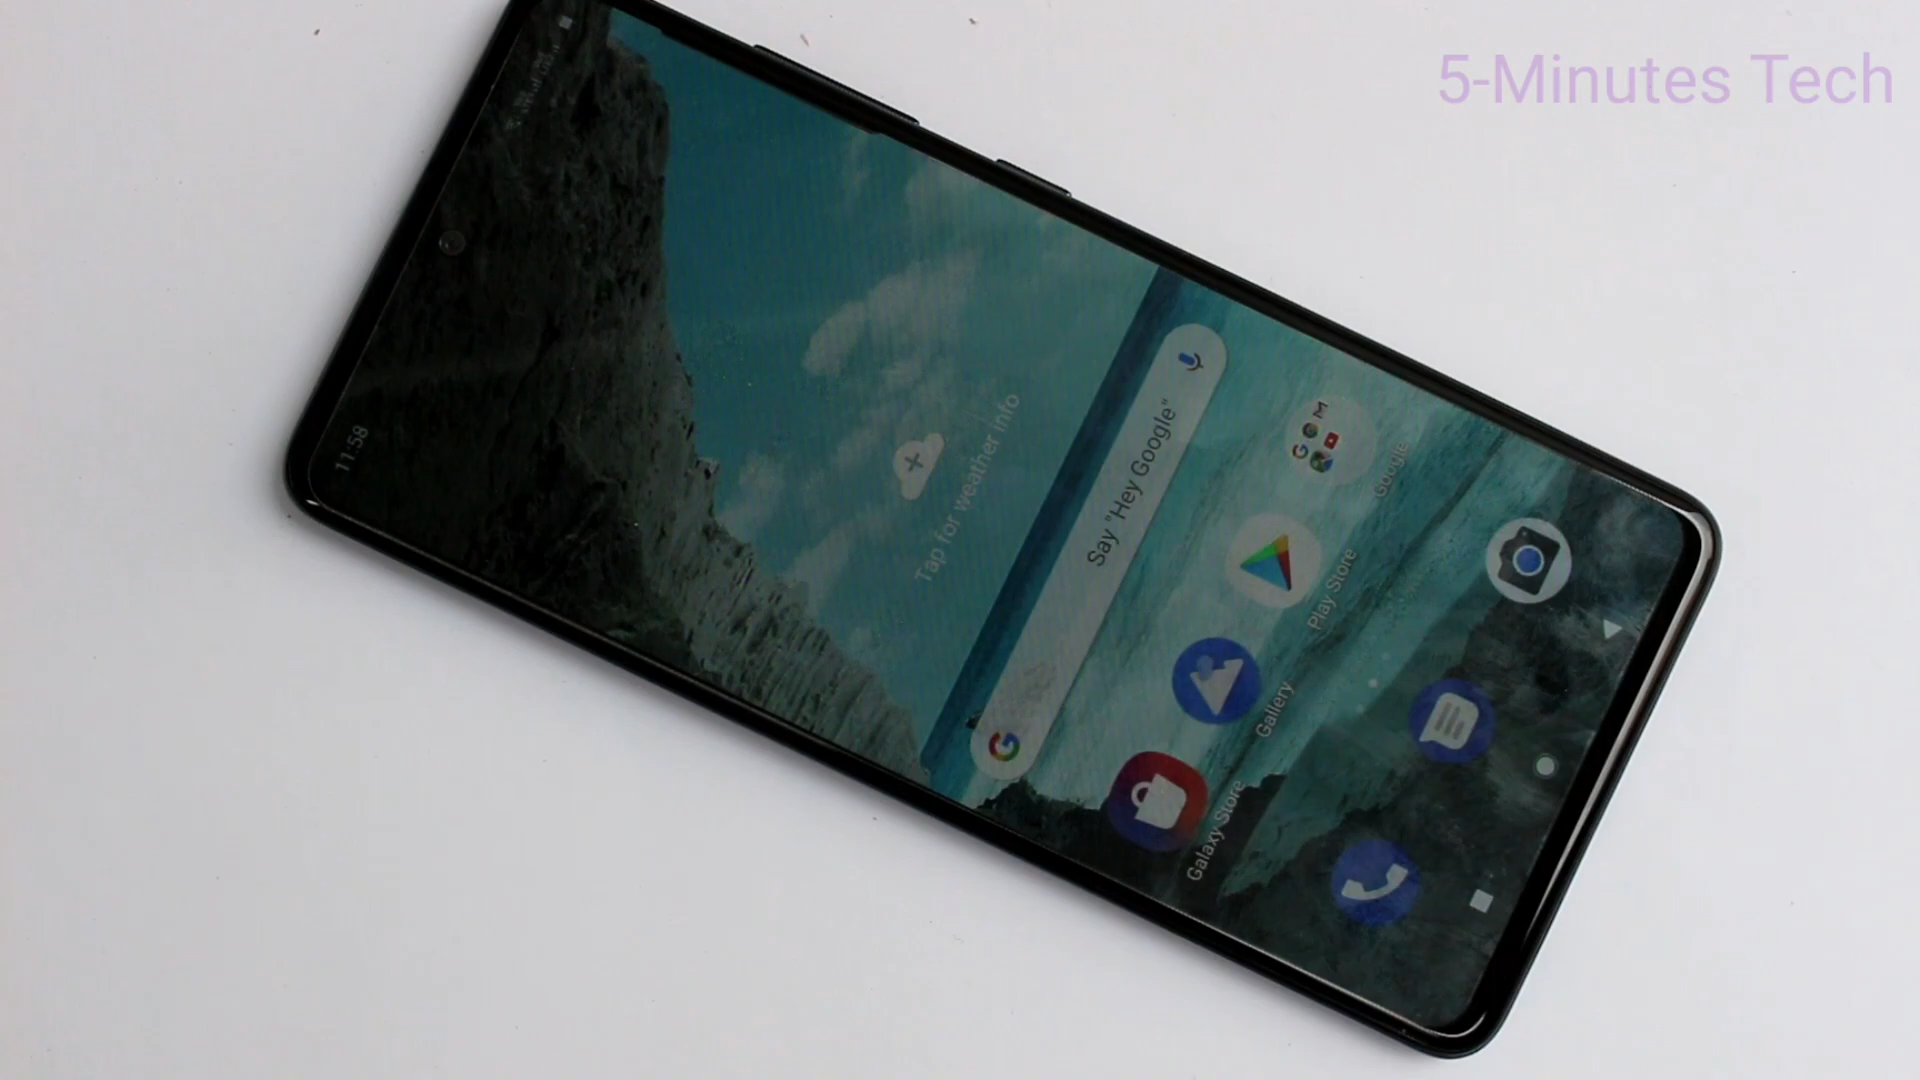 5-Minutes Tech
11:58
Tap for weather info
Say "Hey Google"
Google
Play Store
Gallery
Galaxy Store